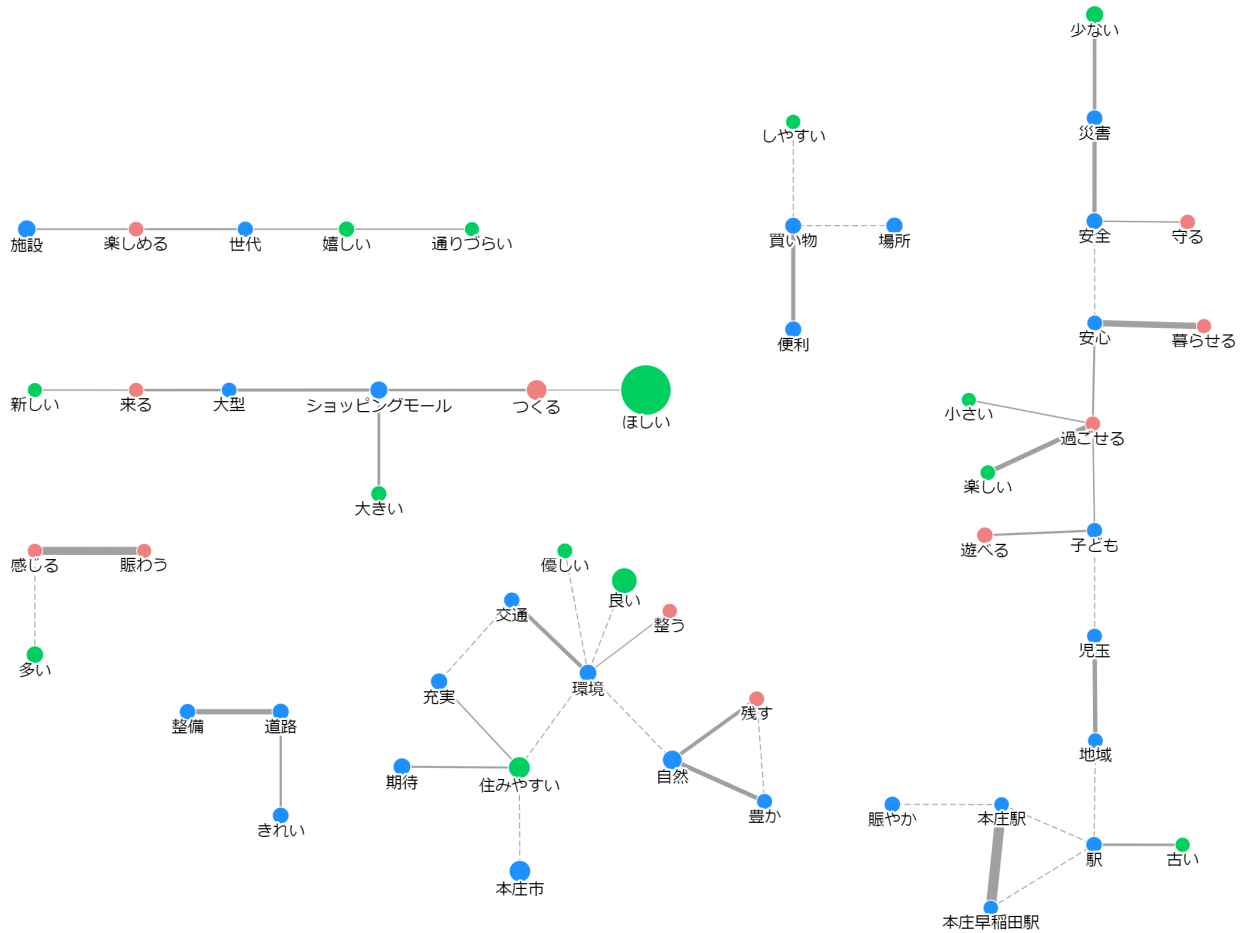 少ない
しやすい
災害
施設
楽しめる
世代
嬉しい
通りづらい
買い物
場所
安全
守る
便利
安心
暮らせる
新しい
来る
大型
ショッピングモール
つくる
ほしい
小さい
過ごせる
大きい
楽しい
感じる
賑わう
優しい
遊べる
子ども
良い
交通
整う
多い
児玉
環境
充実
残す
整備
道路
地域
期待
住みやすい
自然
豊か
きれい
賑やか
本庄駅
駅
古い
本庄市
本庄早稲田駅